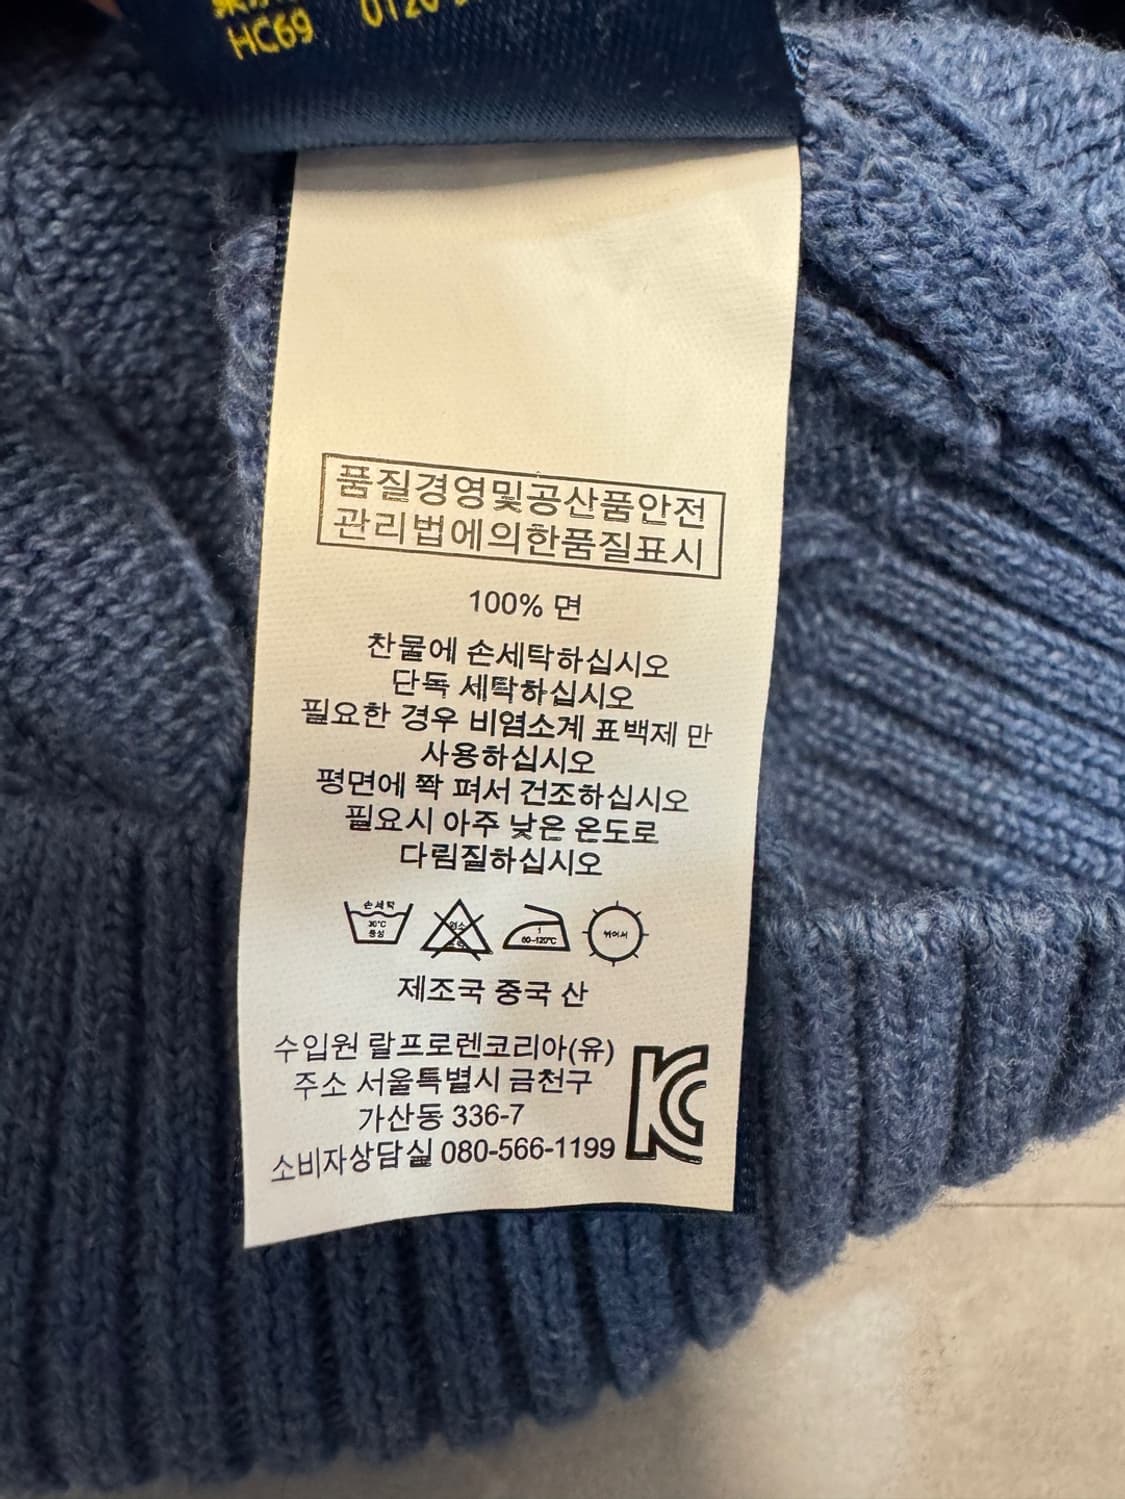 HC69 0120
품질경영및공산품안전
관리법에의한품질표시
100% 면
찬물에 손세탁하십시오
단독 세탁하십시오
필요한 경우 비염소계 표백제 만
사용하십시오
평면에 쫙 펴서 건조하십시오
필요시 아주 낮은 온도로
다림질하십시오
손세탁
30°C
중성
염소
1
60~120℃
뉘어서
제조국 중국 산
수입원 랄프로렌코리아(유)
주소 서울특별시 금천구
가산동 336-7
소비자상담실 080-566-1199